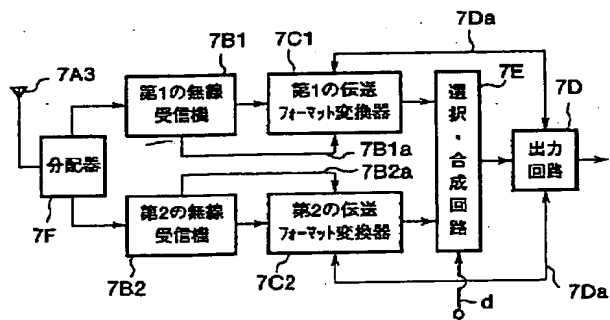 7Da
7B1
7C1
7A3
7E
第1の無線
受信機
第1の伝送
フォーマット変換器
選択・合成回路
7D
分配器
7B1a
7B2a
出力
回路
7F
第2の無線
受信機
第2の伝送
フォーマット変換器
7B2
7C2
d
7Da